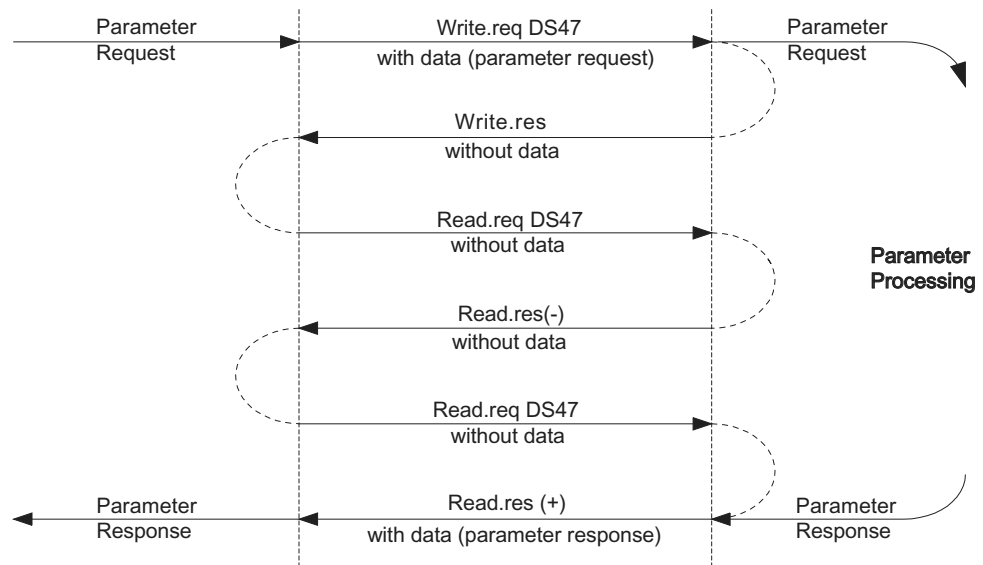 Parameter
Request
Write.req DS47
with data (parameter request)
Parameter
Request
Write.res
without data
Read.req DS47
without data
Parameter
Processing
Read.res(-)
without data
Read.req DS47
without data
Parameter
Response
Read.res (+)
with data (parameter response)
Parameter
Response